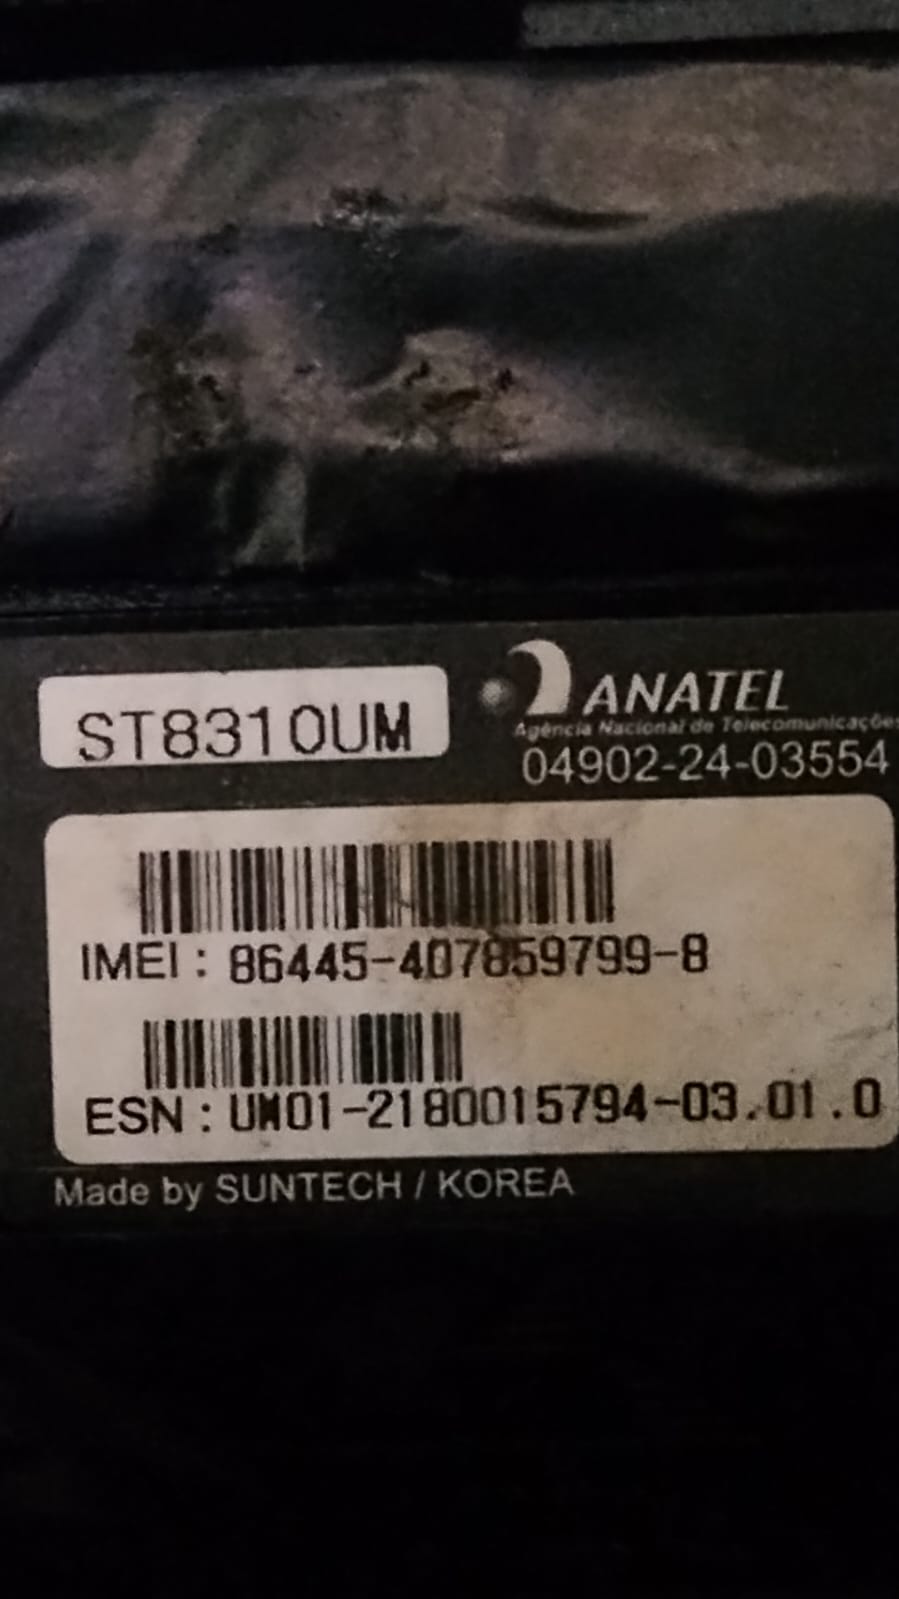 ST8310UM
ANATEL
Agência Nacional de Telecomunicações
04902-24-03554
IMEI : 86445-407859799-8
ESN : UM01-2180015794-03.01.0
Made by SUNTECH / KOREA